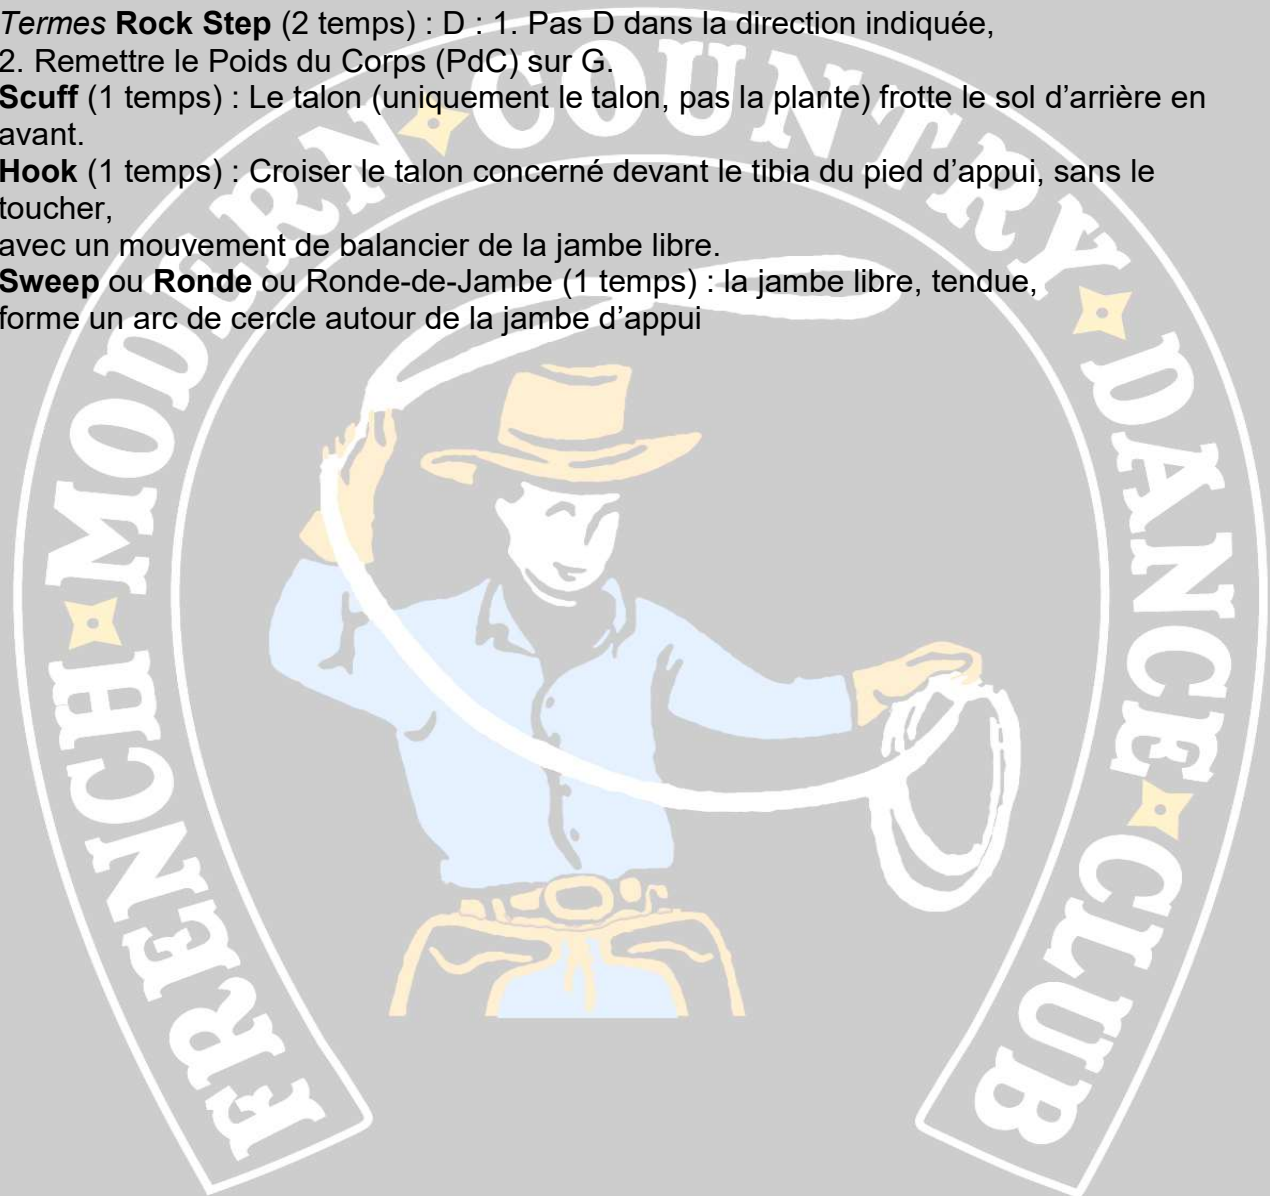 Termes Rock Step (2 temps) : D : 1. Pas D dans la direction indiquée,
2. Remettre le Poids du Corps (PdC) sur G.
Scuff (1 temps) : Le talon (uniquement le talon, pas la plante) frotte le sol d’arrière en
avant.
Hook (1 temps) : Croiser le talon concerné devant le tibia du pied d’appui, sans le
toucher,
avec un mouvement de balancier de la jambe libre.
Sweep ou Ronde ou Ronde-de-Jambe (1 temps) : la jambe libre, tendue,
forme un arc de cercle autour de la jambe d’appui
FRENCH MODERN COUNTRY DANCE CLUB